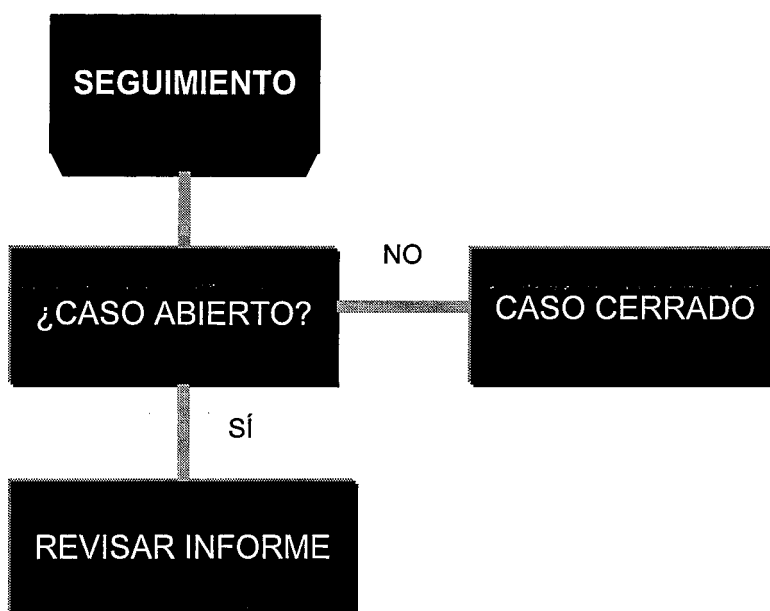 SEGUIMIENTO
¿CASO ABIERTO?
NO
CASO CERRADO
SÍ
REVISAR INFORME